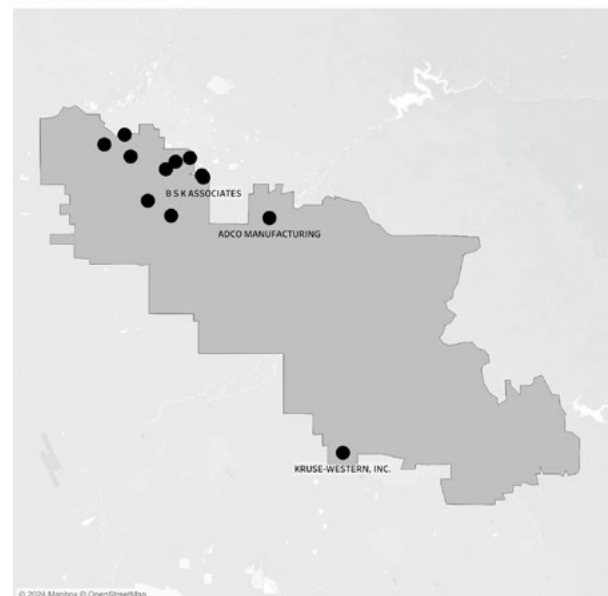 B S K ASSOCIATES
ADCO MANUFACTURING
KRUSE-WESTERN, INC.
© 2024 Mapbox © OpenStreetMap